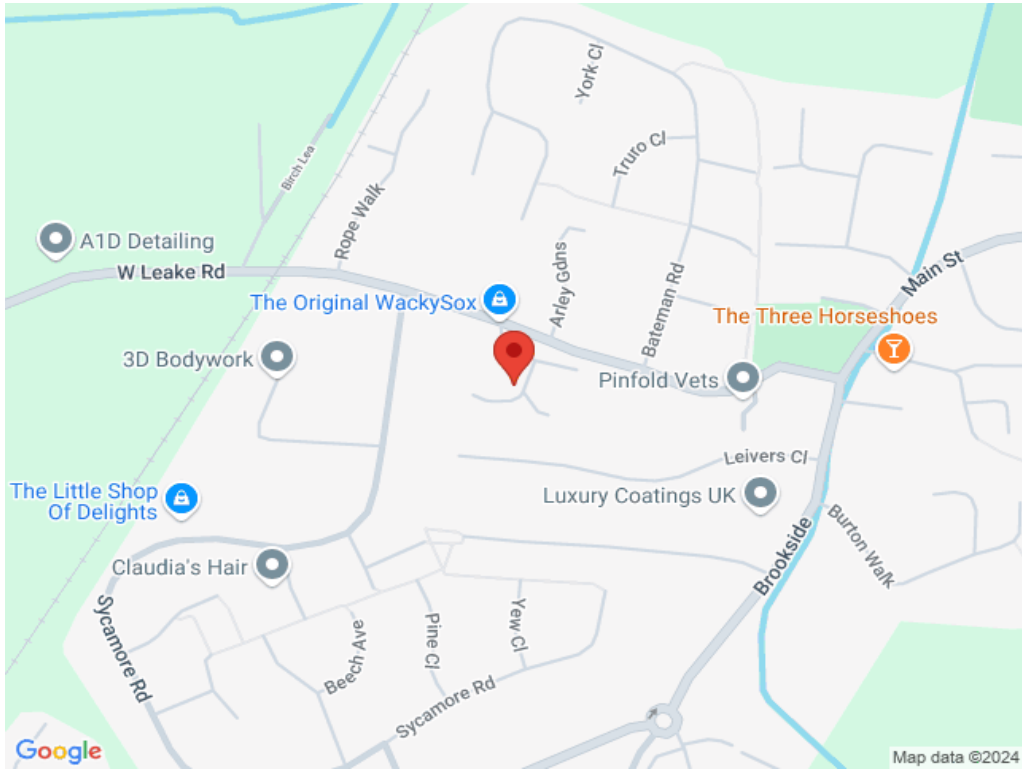 York Cl
Truro Cl
Birch Lea
Rope Walk
A1D Detailing
W Leake Rd
Arley Gdns
Bateman Rd
Main St
The Original WackySox
The Three Horseshoes
3D Bodywork
Pinfold Vets
Leivers Cl
The Little Shop
Of Delights
Luxury Coatings UK
Burton Walk
Brookside
Claudia's Hair
Sycamore Rd
Beech Ave
Pine Cl
Yew Cl
Sycamore Rd
Google
Map data ©2024